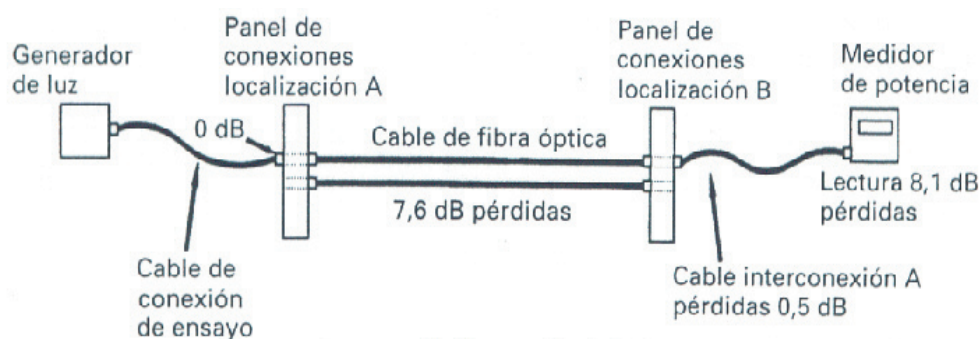 Generador
de luz
Panel de
conexiones
localización A
0 dB
Cable de fibra óptica
7,6 dB pérdidas
Panel de
conexiones
localización B
Medidor
de potencia
Lectura 8,1 dB
pérdidas
Cable de
conexión
de ensayo
Cable interconexión A
pérdidas 0,5 dB